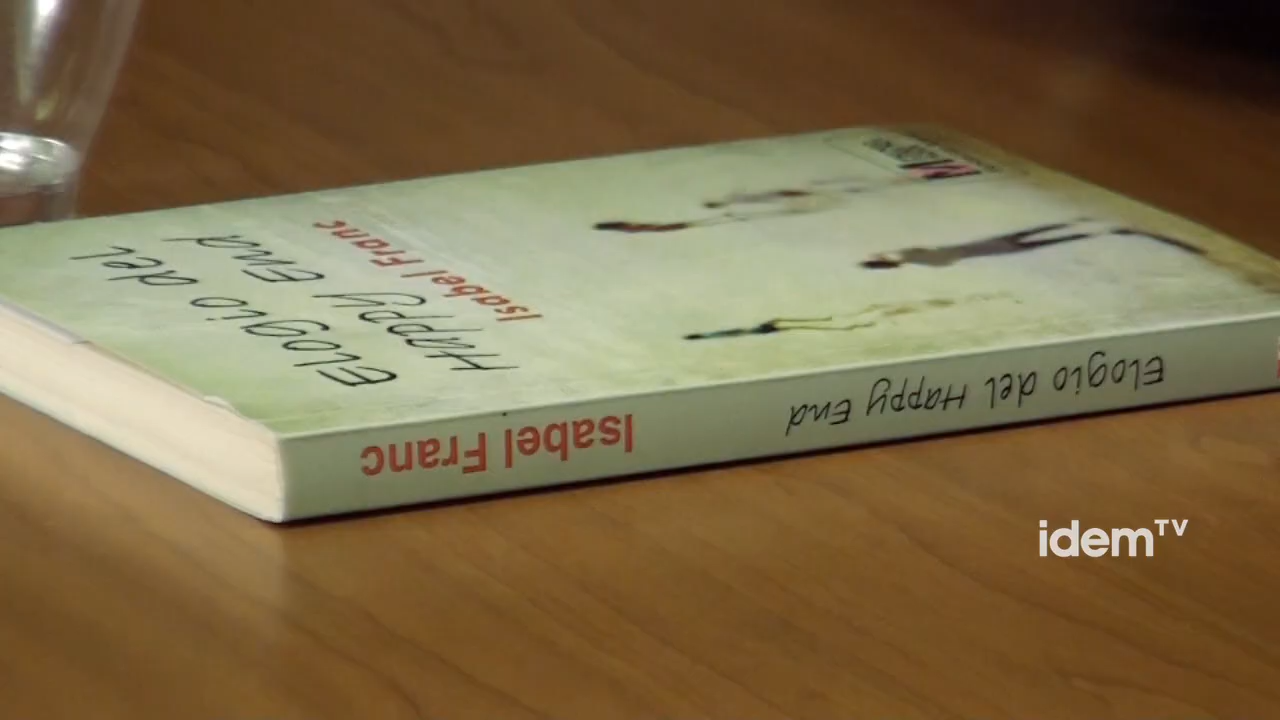 Elogio del
Happy End
Isabel Franc
Elogio del Happy End
Isabel Franc
idemTV